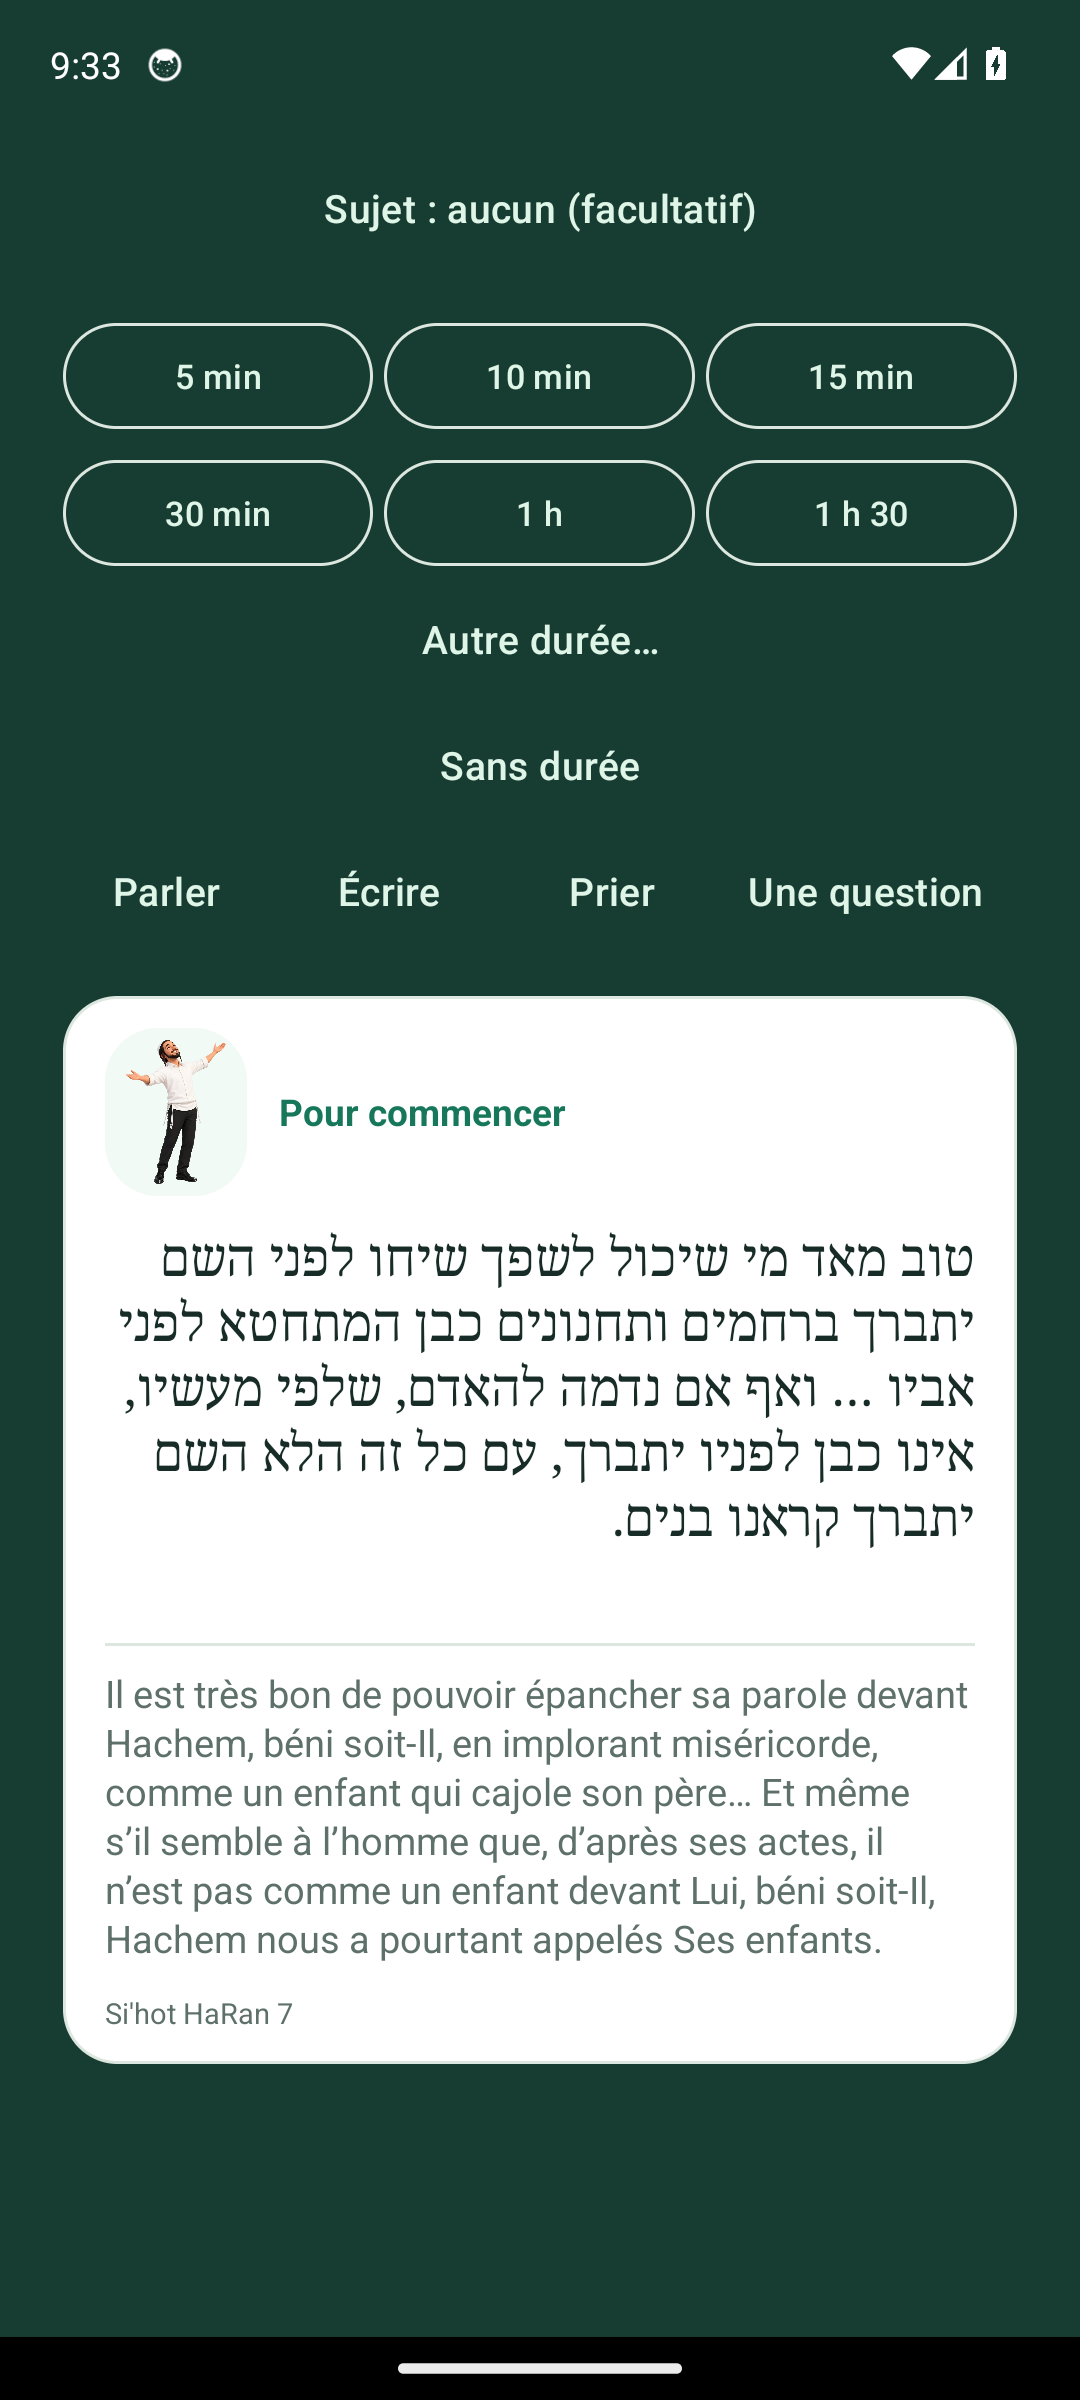 9:33
Sujet : aucun (facultatif)
5 min
10 min
15 min
30 min
1 h
1 h 30
Autre durée…
Sans durée
Parler
Écrire
Prier
Une question
Pour commencer
טוב מאד מי שיכול לשפך שיחו לפני השם
יתברך ברחמים ותחנונים כבן המתחטא לפני
אביו ... ואף אם נדמה להאדם, שלפי מעשיו,
אינו כבן לפניו יתברך, עם כל זה הלא השם
יתברך קראנו בנים.
Il est très bon de pouvoir épancher sa parole devant
Hachem, béni soit-Il, en implorant miséricorde,
comme un enfant qui cajole son père… Et même
s’il semble à l’homme que, d’après ses actes, il
n’est pas comme un enfant devant Lui, béni soit-Il,
Hachem nous a pourtant appelés Ses enfants.
Si'hot HaRan 7